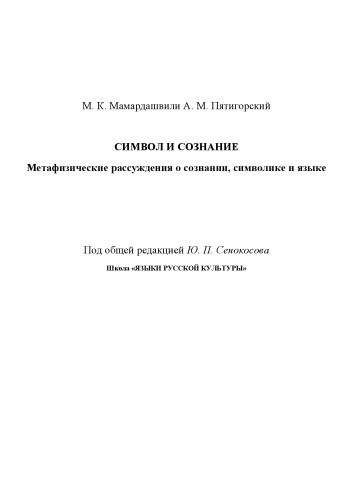 М. К. Мамардашвили А. М. Пятигорский
СИМВОЛ И СОЗНАНИЕ
Метафизические рассуждения о сознании, символике и языке
Под общей редакцией Ю. П. Сенокосова
Школа «ЯЗЫКИ РУССКОЙ КУЛЬТУРЫ»